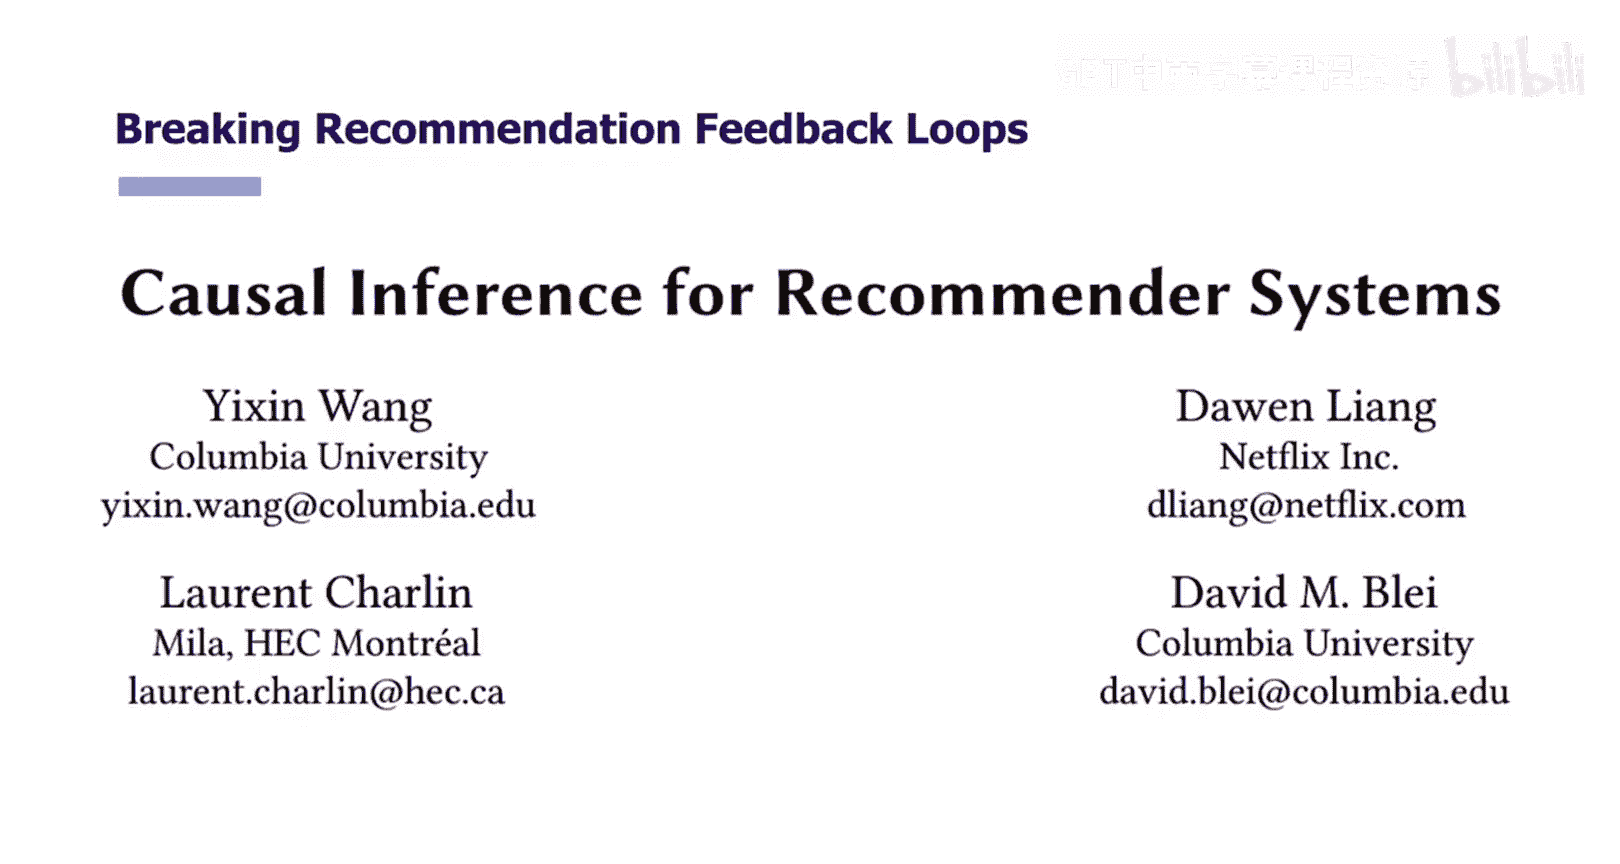 bilibili
Breaking Recommendation Feedback Loops
Causal Inference for Recommender Systems
Yixin Wang
Columbia University
yixin.wang@columbia.edu
Dawen Liang
Netflix Inc.
dliang@netflix.com
Laurent Charlin
Mila, HEC Montréal
laurent.charlin@hec.ca
David M. Blei
Columbia University
david.blei@columbia.edu